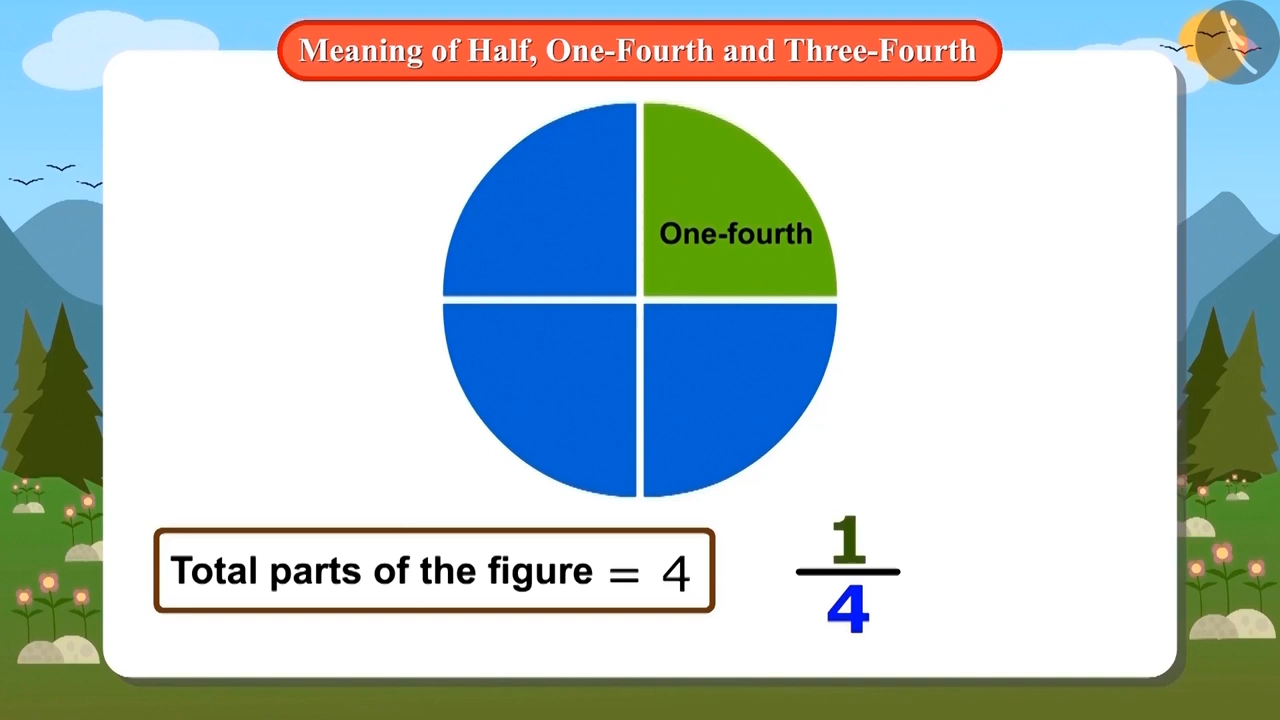 Meaning of Half, One-Fourth and Three-Fourth
One-fourth
Total parts of the figure = 4
1
4